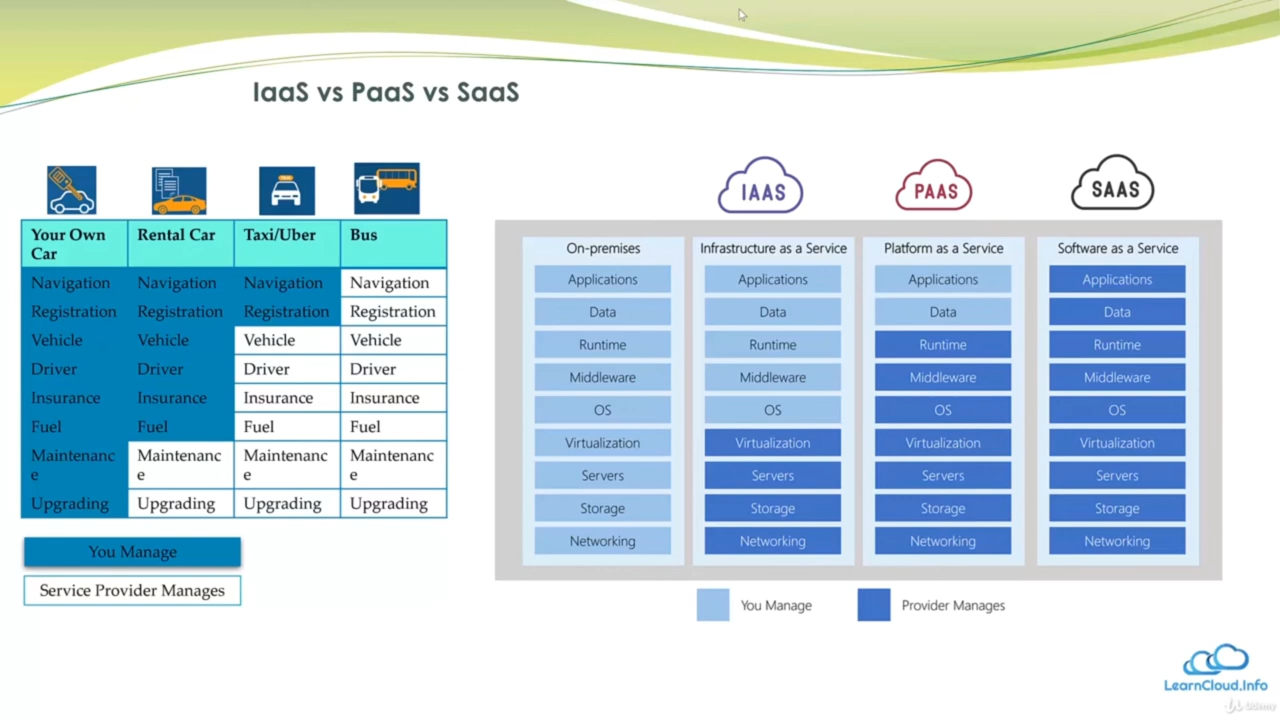 IaaS vs PaaS vs SaaS
Your Own
Car
Rental Car
Taxi/Uber
Bus
Navigation
Navigation
Navigation
Navigation
Registration
Registration
Registration
Registration
Vehicle
Vehicle
Vehicle
Vehicle
Driver
Driver
Driver
Driver
Insurance
Insurance
Insurance
Insurance
Fuel
Fuel
Fuel
Fuel
Maintenanc
e
Maintenanc
e
Maintenanc
e
Maintenanc
e
Upgrading
Upgrading
Upgrading
Upgrading
You Manage
Service Provider Manages
IAAS
PAAS
SAAS
On-premises
Infrastructure as a Service
Platform as a Service
Software as a Service
Applications
Applications
Applications
Applications
Data
Data
Data
Data
Runtime
Runtime
Runtime
Runtime
Middleware
Middleware
Middleware
Middleware
OS
OS
OS
OS
Virtualization
Virtualization
Virtualization
Virtualization
Servers
Servers
Servers
Servers
Storage
Storage
Storage
Storage
Networking
Networking
Networking
Networking
You Manage
Provider Manages
LearnCloud.Info
Udemy